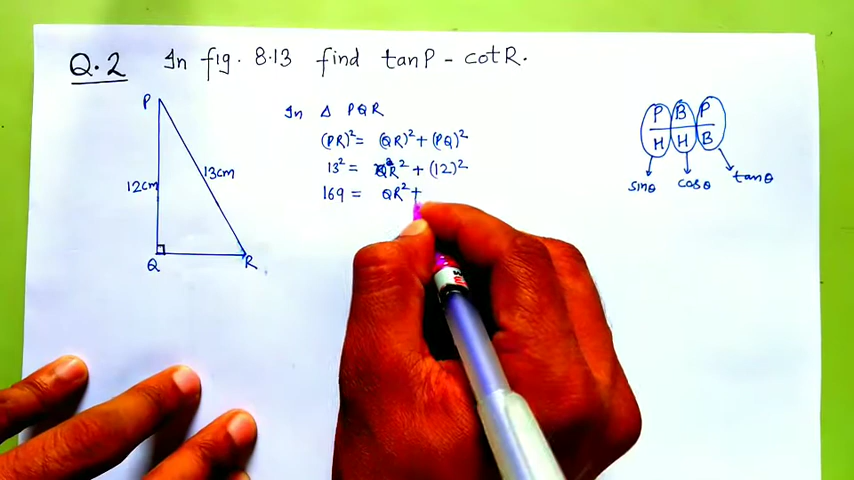 Q.2 In fig. 8.13 find tanP - cotR.
P
12cm
13cm
Q
R
In △ PQR
(PR)² = (QR)² + (PQ)²
13² = QR² + (12)²
169 = QR² +
P B P
H H B
sinθ cosθ tanθ